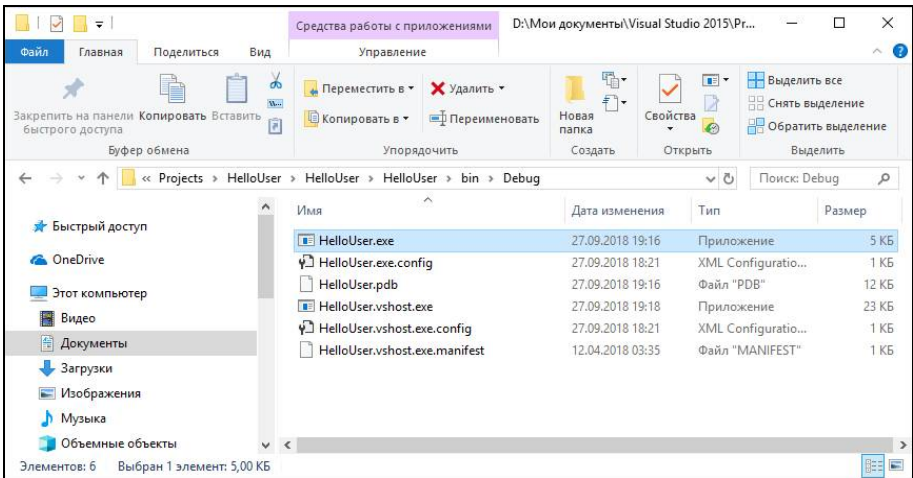 Средства работы с приложениями D:\Мои документы\Visual Studio 2015\Pr...
Файл Главная Поделиться Вид Управление
Закрепить на панели быстрого доступа
Копировать
Вставить
Буфер обмена
Переместить в
Копировать в
Удалить
Переименовать
Упорядочить
Новая папка
Создать
Свойства
Открыть
Выделить все
Снять выделение
Обратить выделение
Выделить
« Projects > HelloUser > HelloUser > HelloUser > bin > Debug
Поиск: Debug
Быстрый доступ
OneDrive
Этот компьютер
Видео
Документы
Загрузки
Изображения
Музыка
Объемные объекты
Имя Дата изменения Тип Размер
HelloUser.exe 27.09.2018 19:16 Приложение 5 КБ
HelloUser.exe.config 27.09.2018 18:21 XML Configuratio... 1 КБ
HelloUser.pdb 27.09.2018 19:16 Файл "PDB" 12 КБ
HelloUser.vshost.exe 27.09.2018 19:18 Приложение 23 КБ
HelloUser.vshost.exe.config 27.09.2018 18:21 XML Configuratio... 1 КБ
HelloUser.vshost.exe.manifest 12.04.2018 03:35 Файл "MANIFEST" 1 КБ
Элементов: 6 Выбран 1 элемент: 5,00 КБ